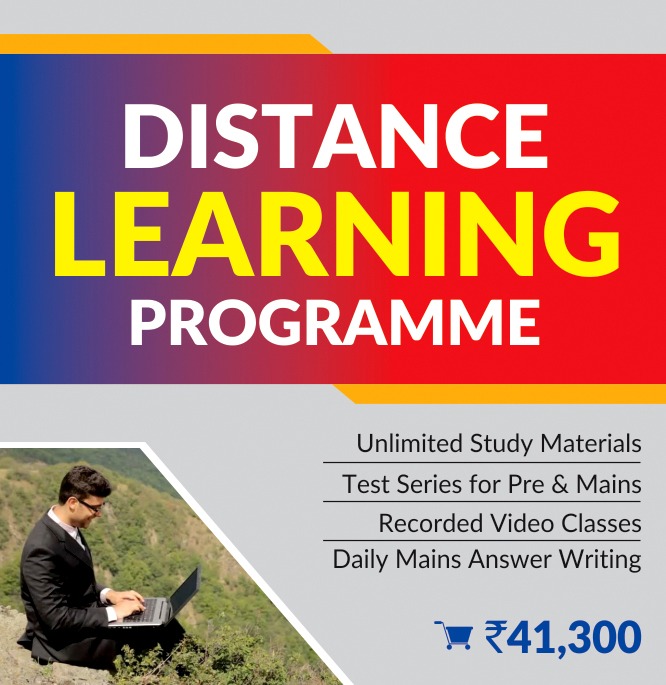 DISTANCE
LEARNING
PROGRAMME
Unlimited Study Materials
Test Series for Pre & Mains
Recorded Video Classes
Daily Mains Answer Writing
₹41,300